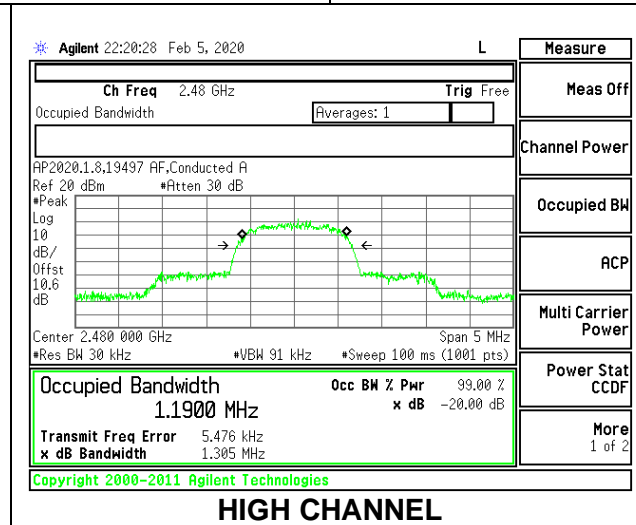 Agilent 22:20:28 Feb 5, 2020 L
Measure
Ch Freq 2.48 GHz Trig Free
Occupied Bandwidth Averages: 1
Meas Off
Channel Power
AP2020.1.8,19497 AF,Conducted A
Ref 20 dBm #Atten 30 dB
#Peak
Log
10
dB/
Offst
10.6
dB
Occupied BW
ACP
Multi Carrier
Power
Center 2.480 000 GHz Span 5 MHz
#Res BW 30 kHz #VBW 91 kHz #Sweep 100 ms (1001 pts)
Occupied Bandwidth Occ BW % Pwr 99.00 %
1.1900 MHz x dB -20.00 dB
Power Stat
CCDF
Transmit Freq Error 5.476 kHz
x dB Bandwidth 1.305 MHz
More
1 of 2
Copyright 2000-2011 Agilent Technologies
HIGH CHANNEL